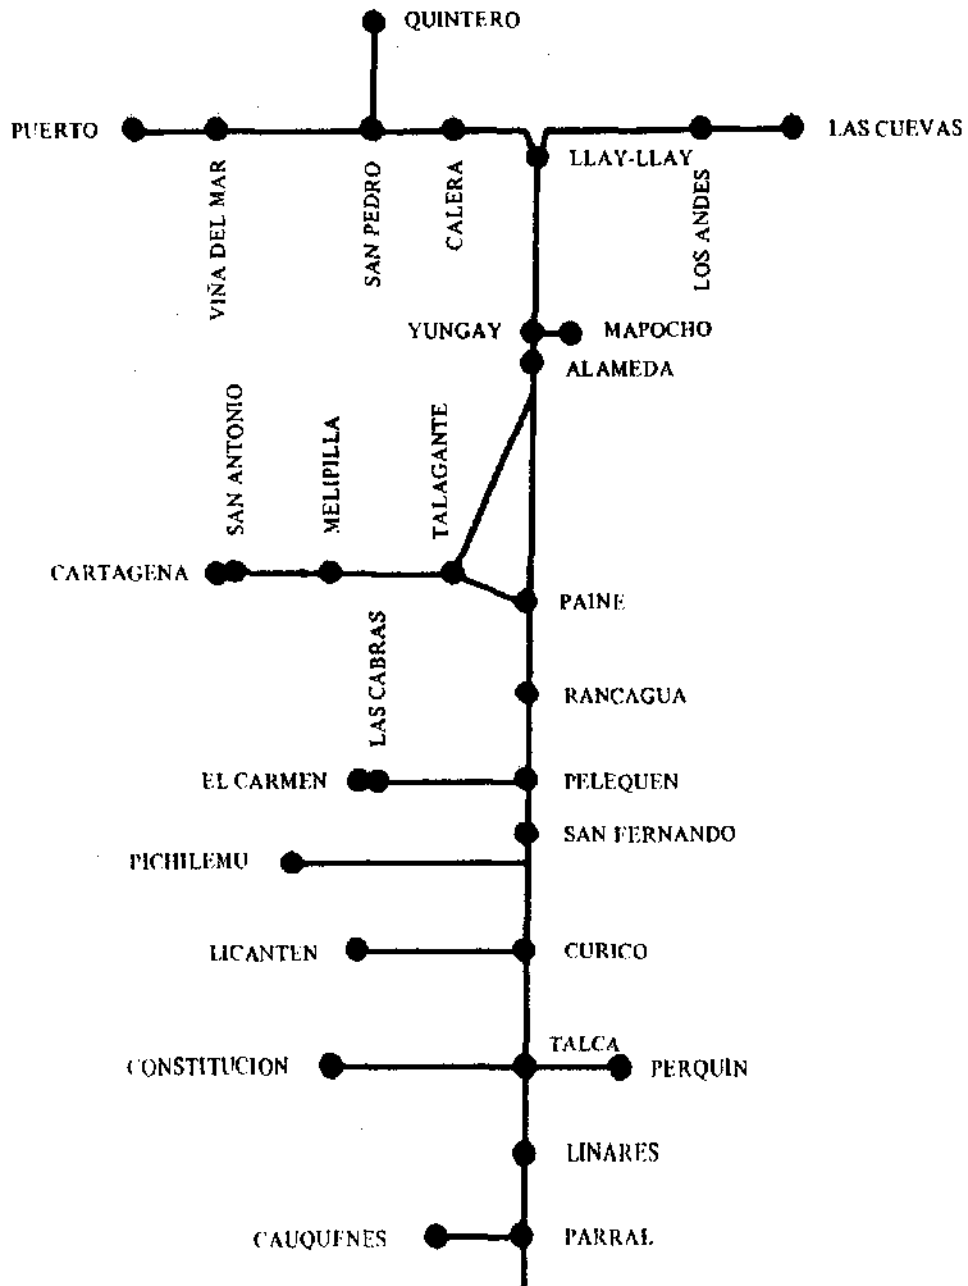 QUINTERO
PUERTO
LAS CUEVAS
LLAY-LLAY
VIÑA DEL MAR
SAN PEDRO
CALERA
LOS ANDES
YUNGAY
MAPOCHO
ALAMEDA
SAN ANTONIO
MELIPILLA
TALAGANTE
CARTAGENA
PAINE
LAS CABRAS
RANCAGUA
EL CARMEN
PELEQUEN
SAN FERNANDO
PICHILEMU
LICANTEN
CURICO
TALCA
CONSTITUCION
PERQUIN
LINARES
CAUQUENES
PARRAL